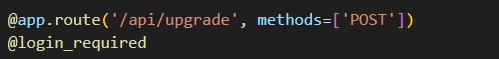 @app.route('/api/upgrade', methods=['POST'])
@login_required